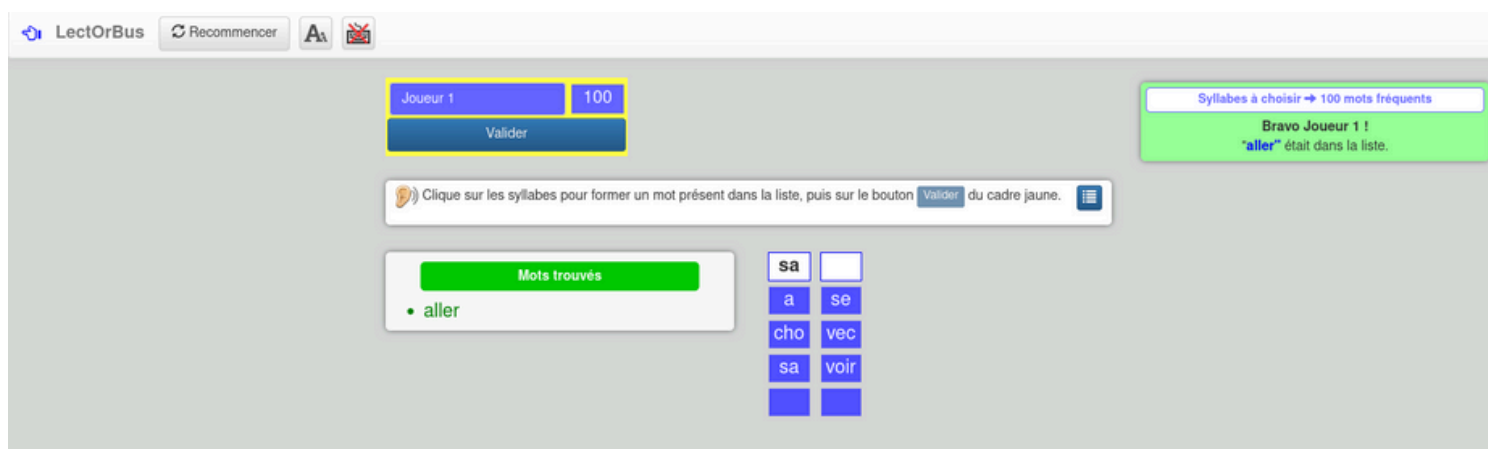 LectOrBus Recommencer AA
Joueur 1 100
Valider
Syllabes à choisir ➔ 100 mots fréquents
Bravo Joueur 1 !
"aller" était dans la liste.
Clique sur les syllabes pour former un mot présent dans la liste, puis sur le bouton Valider du cadre jaune.
Mots trouvés
• aller
sa
a se
cho vec
sa voir